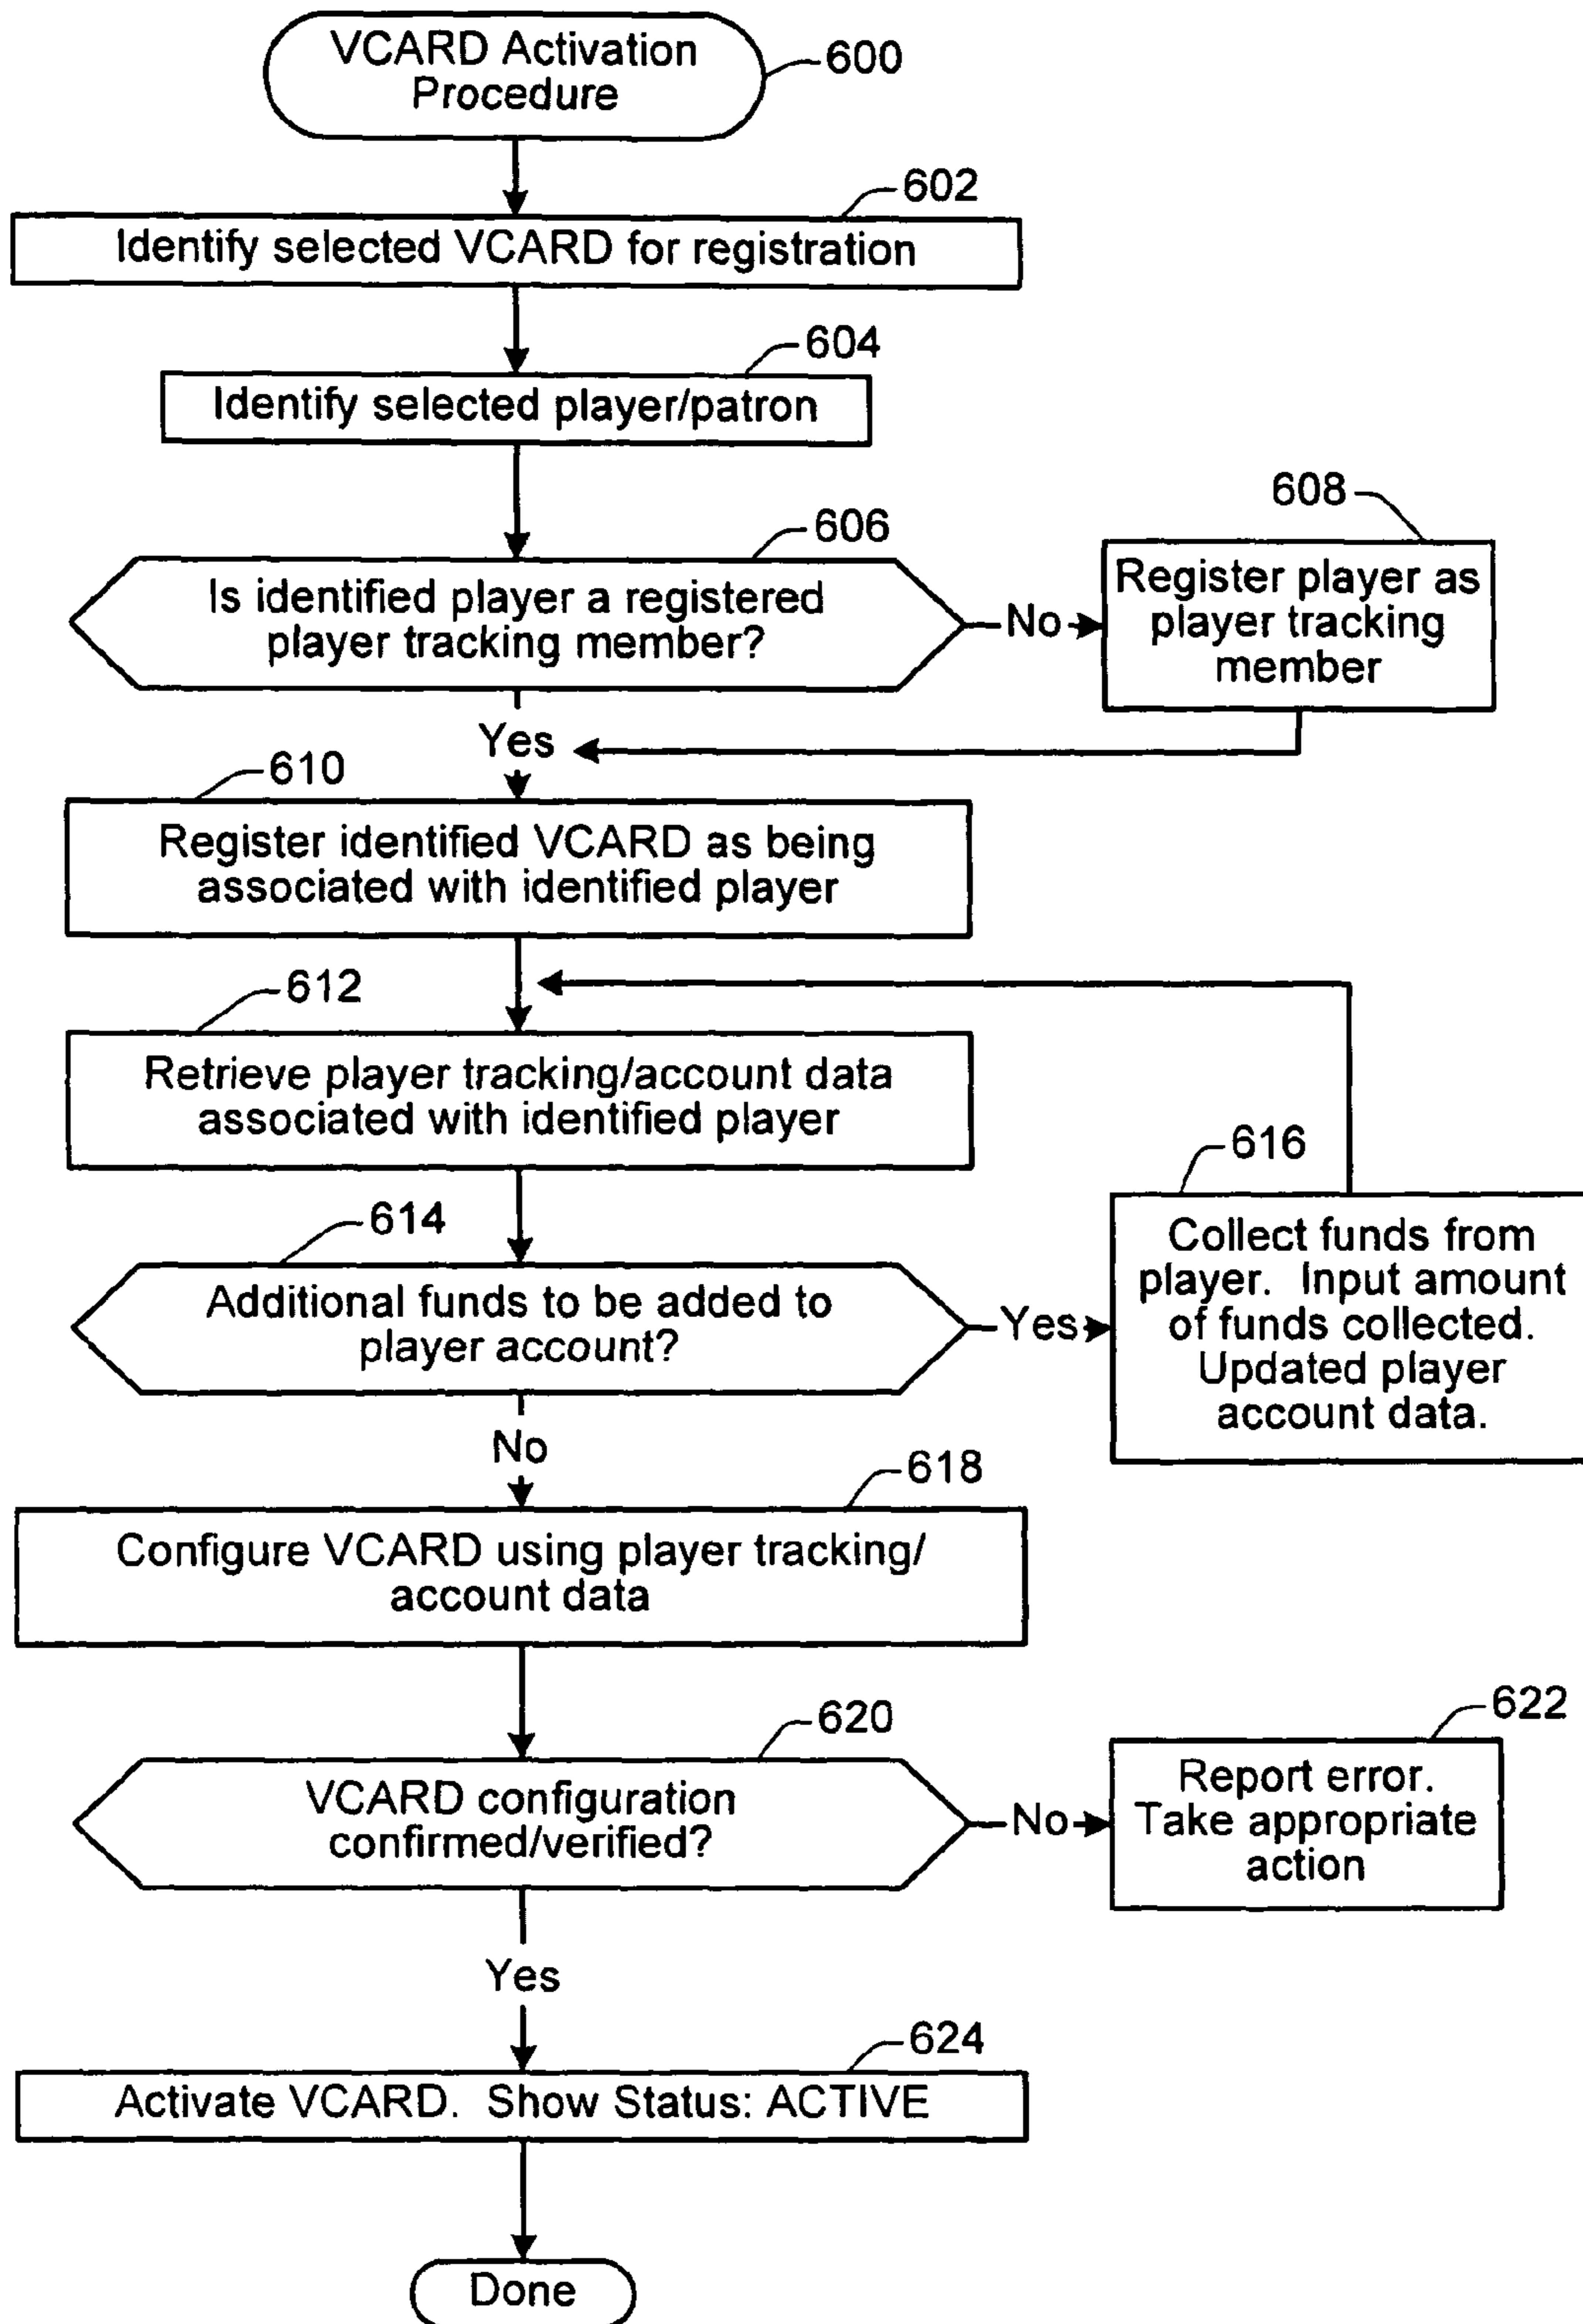 VCARD Activation
Procedure
600
602
Identify selected VCARD for registration
604
Identify selected player/patron
606
Is identified player a registered
player tracking member?
No
608
Register player as
player tracking
member
Yes
610
Register identified VCARD as being
associated with identified player
612
Retrieve player tracking/account data
associated with identified player
614
Additional funds to be added to
player account?
Yes
616
Collect funds from
player. Input amount
of funds collected.
Updated player
account data.
No
618
Configure VCARD using player tracking/
account data
620
VCARD configuration
confirmed/verified?
No
622
Report error.
Take appropriate
action
Yes
624
Activate VCARD. Show Status: ACTIVE
Done